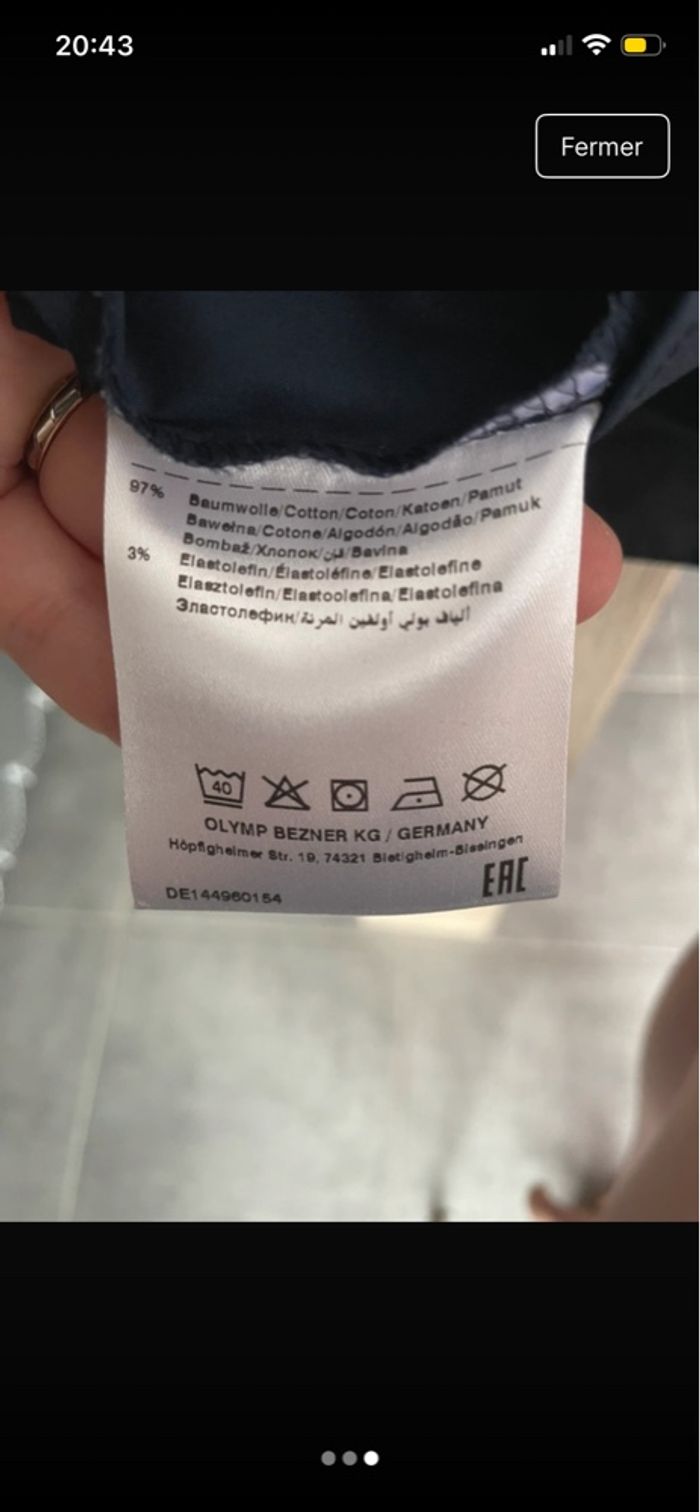 20:43
Fermer
97% Baumwolle/Cotton/Coton/Katoen/Pamut
Bawełna/Cotone/Algodón/Algodão/Pamuk
Bombaž/Хлопок/قطن/Bavlna
3% Elastolefin/Élastoléfine/Elastolefine
Elasztolefin/Elastoolefina/Elastolefina
Эластолефин/ألياف بولي أولفين المرنة
40
OLYMP BEZNER KG / GERMANY
Höpfigheimer Str. 19, 74321 Bietigheim-Bissingen
EAC
DE144960154